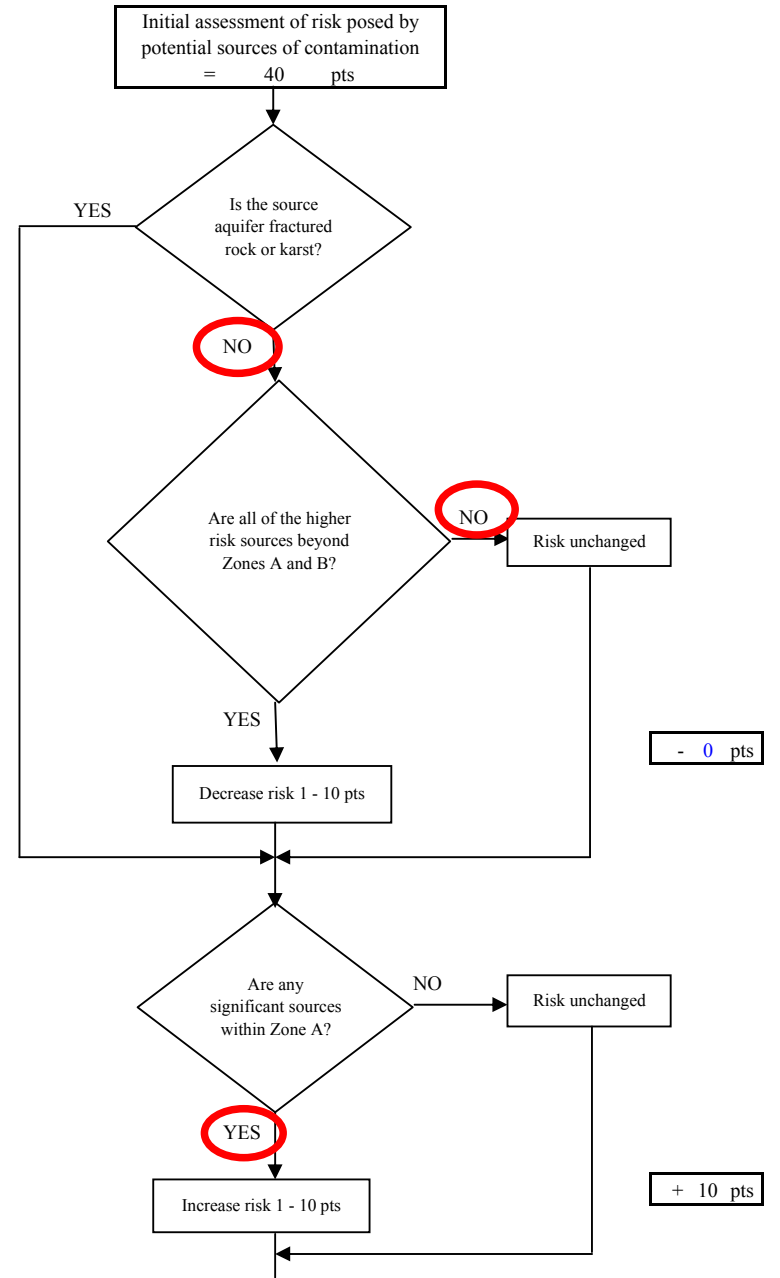 Initial assessment of risk posed by
potential sources of contamination
= 40 pts
YES
Is the source
aquifer fractured
rock or karst?
NO
Are all of the higher
risk sources beyond
Zones A and B?
NO
Risk unchanged
YES
- 0 pts
Decrease risk 1 - 10 pts
Are any
significant sources
within Zone A?
NO
Risk unchanged
YES
+ 10 pts
Increase risk 1 - 10 pts